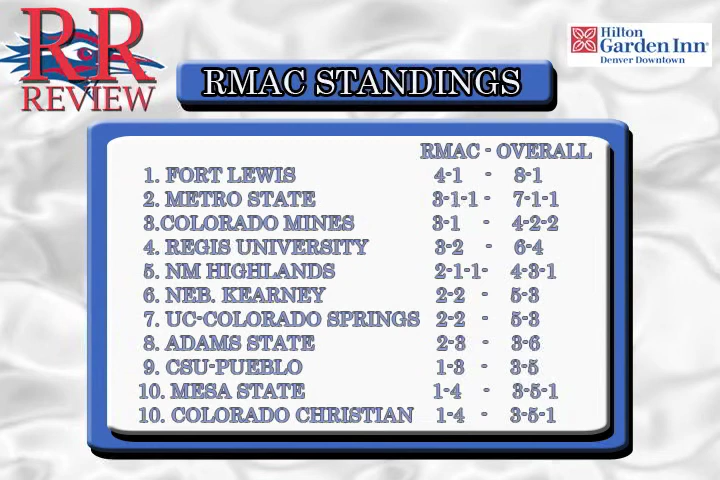 R&R
REVIEW
Hilton
Garden Inn®
Denver Downtown
RMAC STANDINGS
RMAC - OVERALL
1. FORT LEWIS 4-1 - 8-1
2. METRO STATE 3-1-1 - 7-1-1
3.COLORADO MINES 3-1 - 4-2-2
4. REGIS UNIVERSITY 3-2 - 6-4
5. NM HIGHLANDS 2-1-1- 4-3-1
6. NEB. KEARNEY 2-2 - 5-3
7. UC-COLORADO SPRINGS 2-2 - 5-3
8. ADAMS STATE 2-3 - 3-6
9. CSU-PUEBLO 1-3 - 3-5
10. MESA STATE 1-4 - 3-5-1
10. COLORADO CHRISTIAN 1-4 - 3-5-1